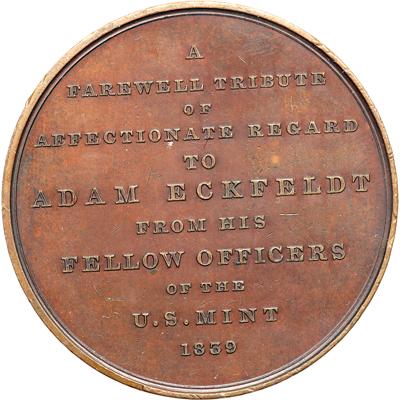 A
FAREWELL TRIBUTE
OF
AFFECTIONATE REGARD
TO
ADAM ECKFELDT
FROM HIS
FELLOW OFFICERS
OF THE
U.S. MINT
1839